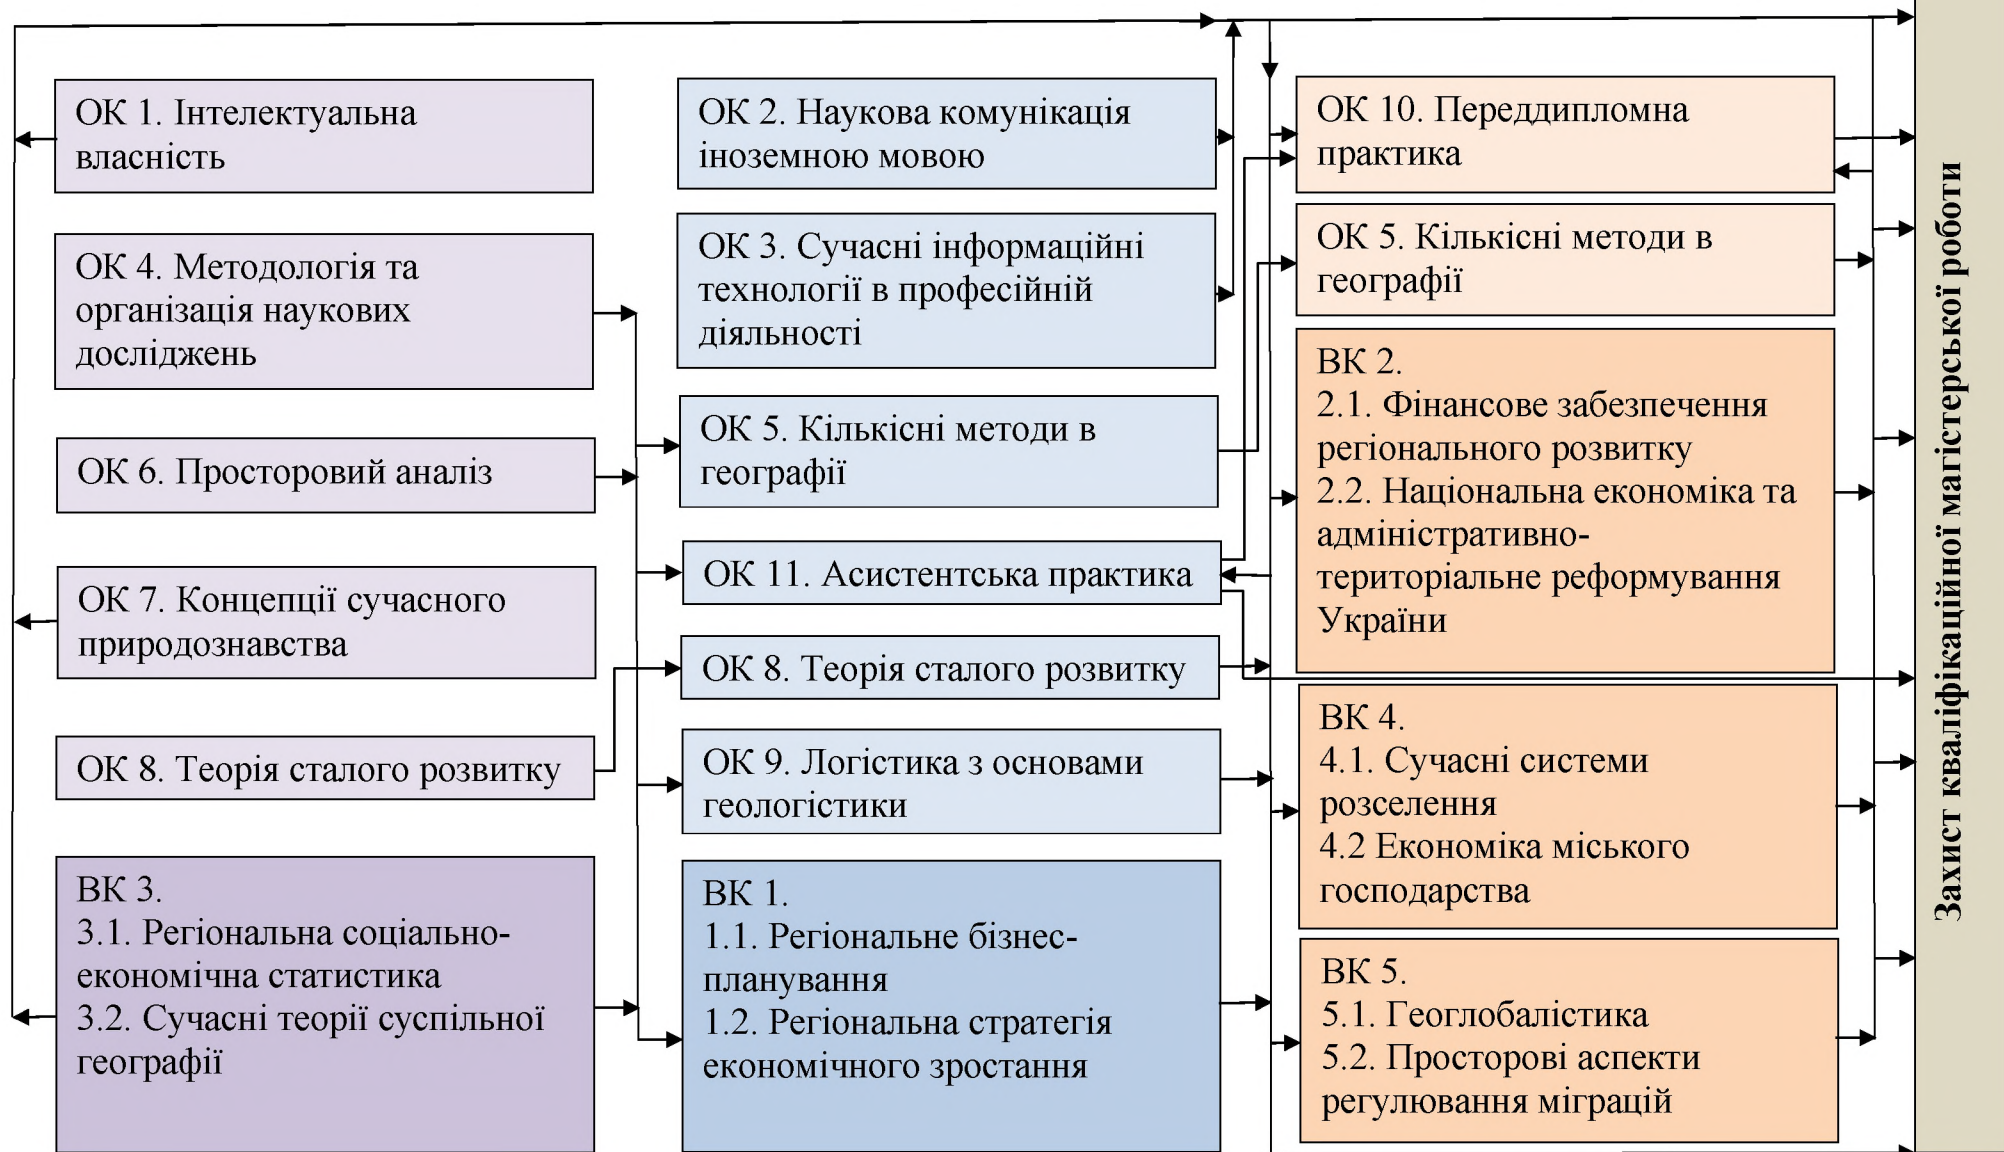 ОК 1. Інтелектуальна
власність
ОК 4. Методологія та
організація наукових
досліджень
ОК 6. Просторовий аналіз
ОК 7. Концепції сучасного
природознавства
ОК 8. Теорія сталого розвитку
ВК 3.
3.1. Регіональна соціально-
економічна статистика
3.2. Сучасні теорії суспільної
географії
ОК 2. Наукова комунікація
іноземною мовою
ОК 3. Сучасні інформаційні
технології в професійній
діяльності
ОК 5. Кількісні методи в
географії
ОК 11. Асистентська практика
ОК 8. Теорія сталого розвитку
ОК 9. Логістика з основами
геологістики
ВК 1.
1.1. Регіональне бізнес-
планування
1.2. Регіональна стратегія
економічного зростання
ОК 10. Переддипломна
практика
ОК 5. Кількісні методи в
географії
ВК 2.
2.1. Фінансове забезпечення
регіонального розвитку
2.2. Національна економіка та
адміністративно-
територіальне реформування
України
ВК 4.
4.1. Сучасні системи
розселення
4.2 Економіка міського
господарства
ВК 5.
5.1. Геоглобалістика
5.2. Просторові аспекти
регулювання міграцій
Захист кваліфікаційної магістерської роботи